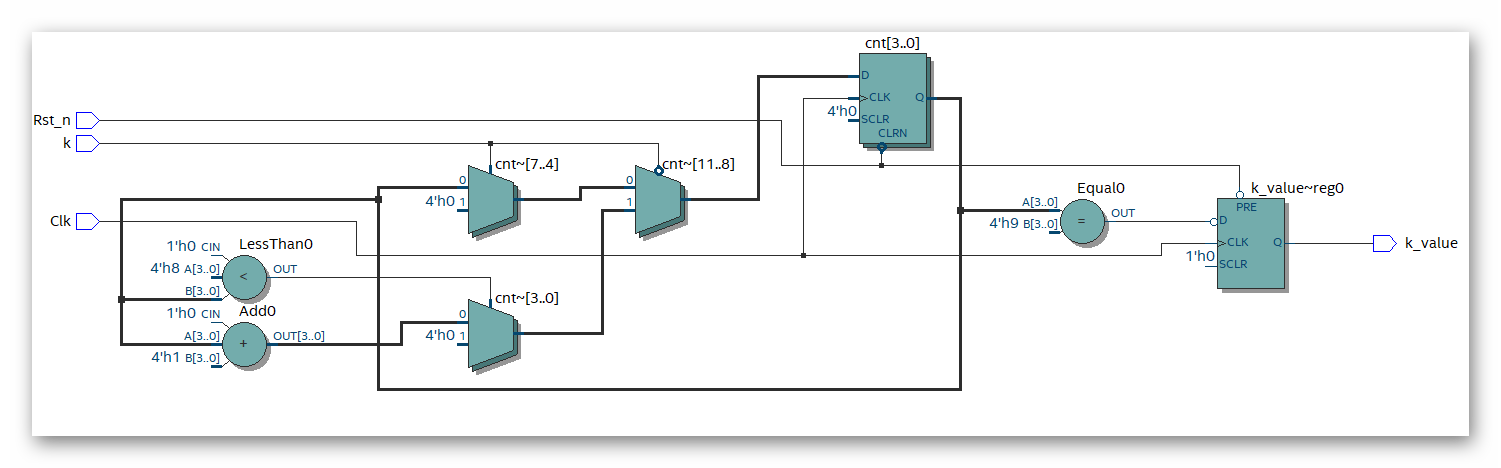 cnt[3..0]
D
CLK
Q
4'h0
SCLR
CLRN
Rst_n
k
cnt~[7..4]
0
4'h0 1
cnt~[11..8]
0
1
Clk
LessThan0
1'h0 CIN
4'h8 A[3..0]
B[3..0]
<
OUT
Add0
1'h0 CIN
A[3..0]
4'h1 B[3..0]
+
OUT[3..0]
cnt~[3..0]
0
4'h0 1
Equal0
A[3..0]
4'h9 B[3..0]
=
OUT
k_value~reg0
PRE
D
CLK
Q
1'h0
SCLR
k_value